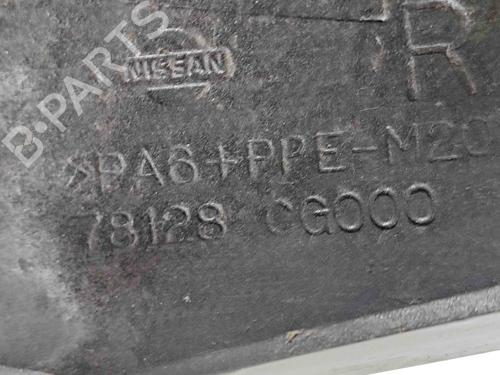 B-PARTS
NISSAN
R
>PA6+PPE-M20
78128 CG000